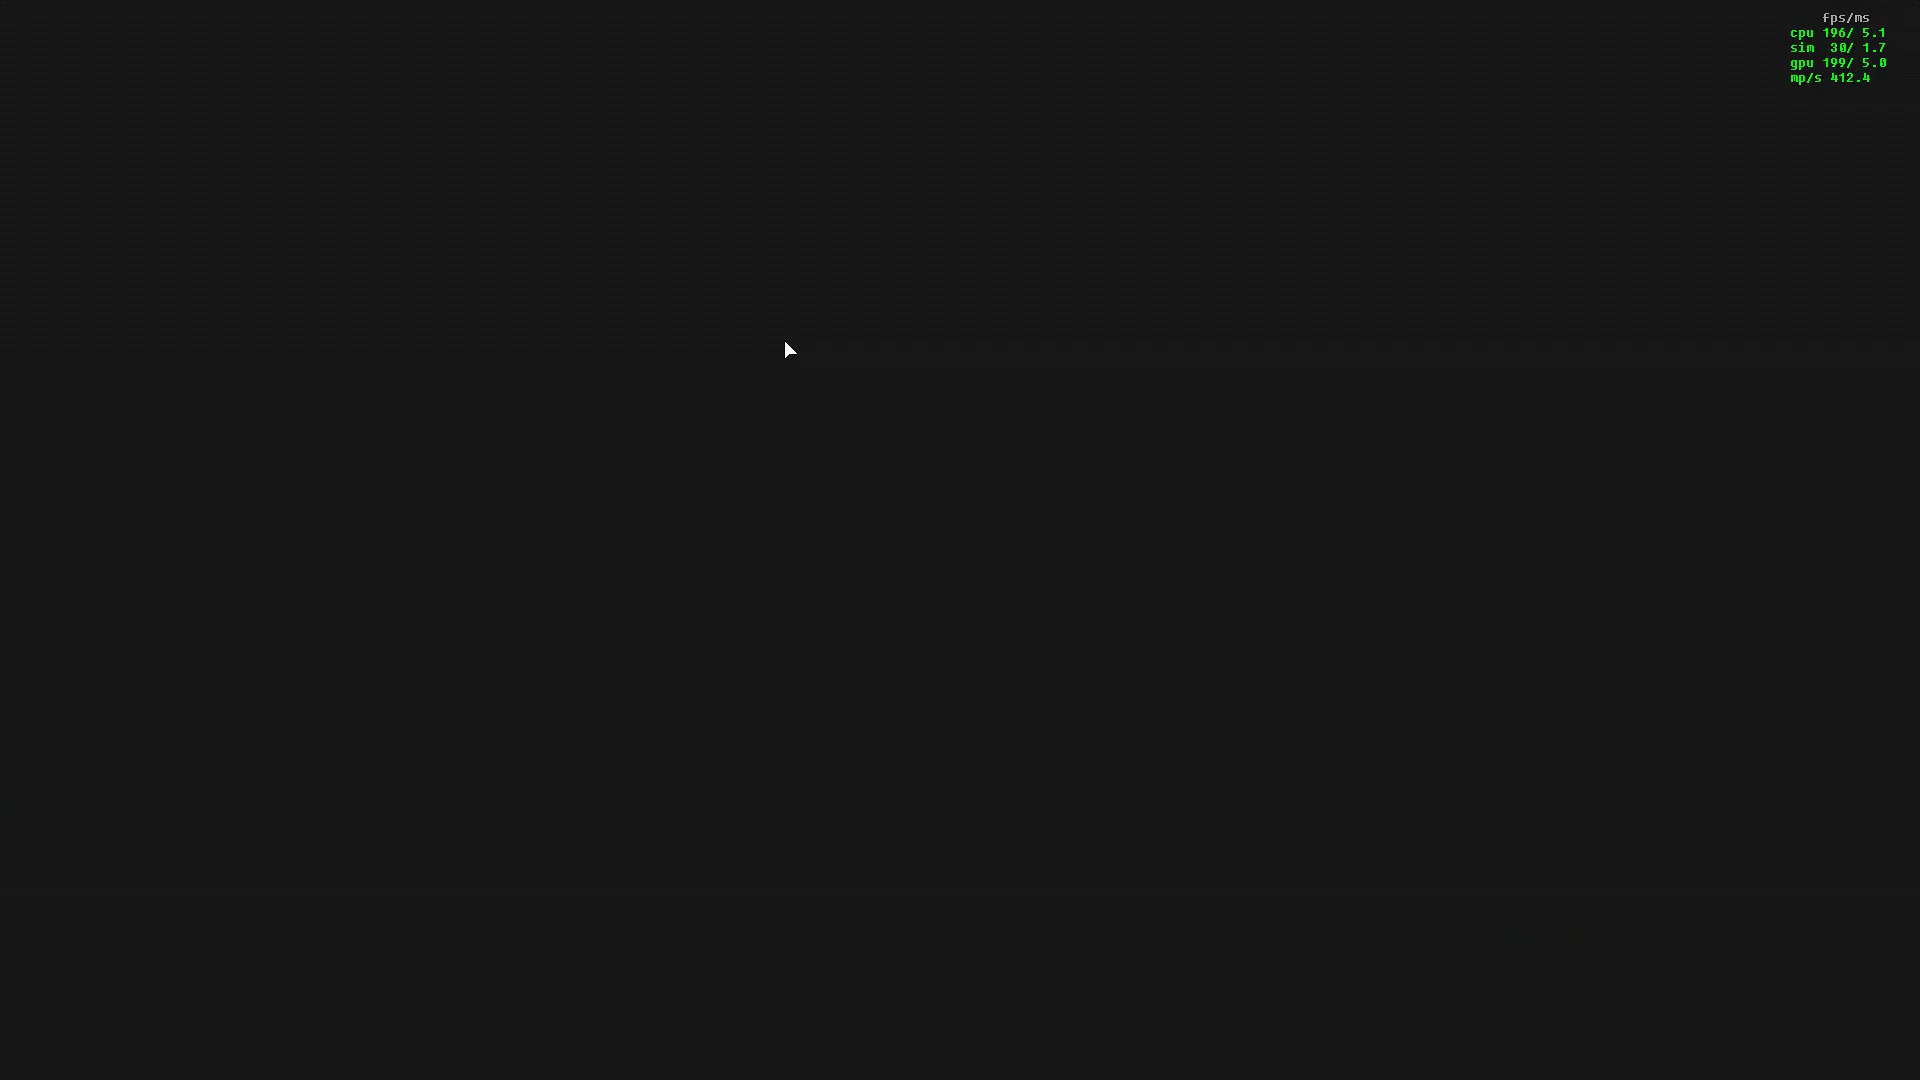 fps/ms
cpu 196/ 5.1
sim 30/ 1.7
gpu 199/ 5.0
mp/s 412.4